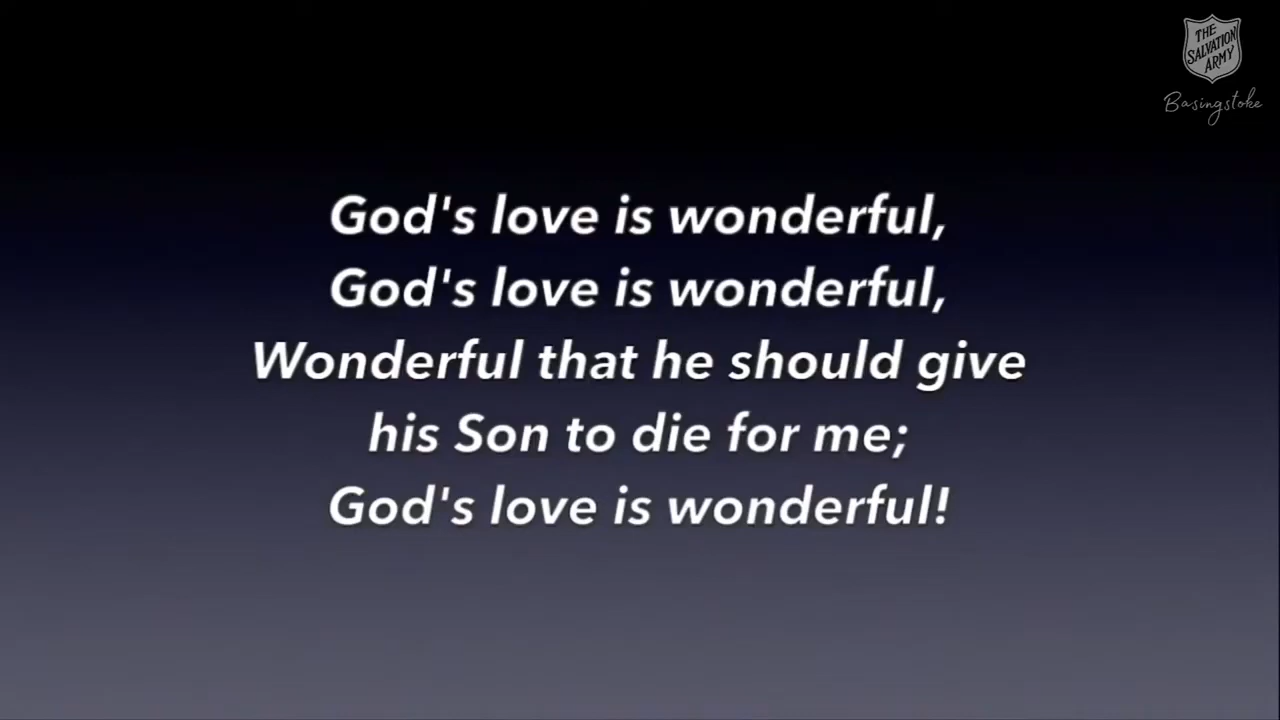 THE
SALVATION
ARMY
Basingstoke
God's love is wonderful,
God's love is wonderful,
Wonderful that he should give
his Son to die for me;
God's love is wonderful!